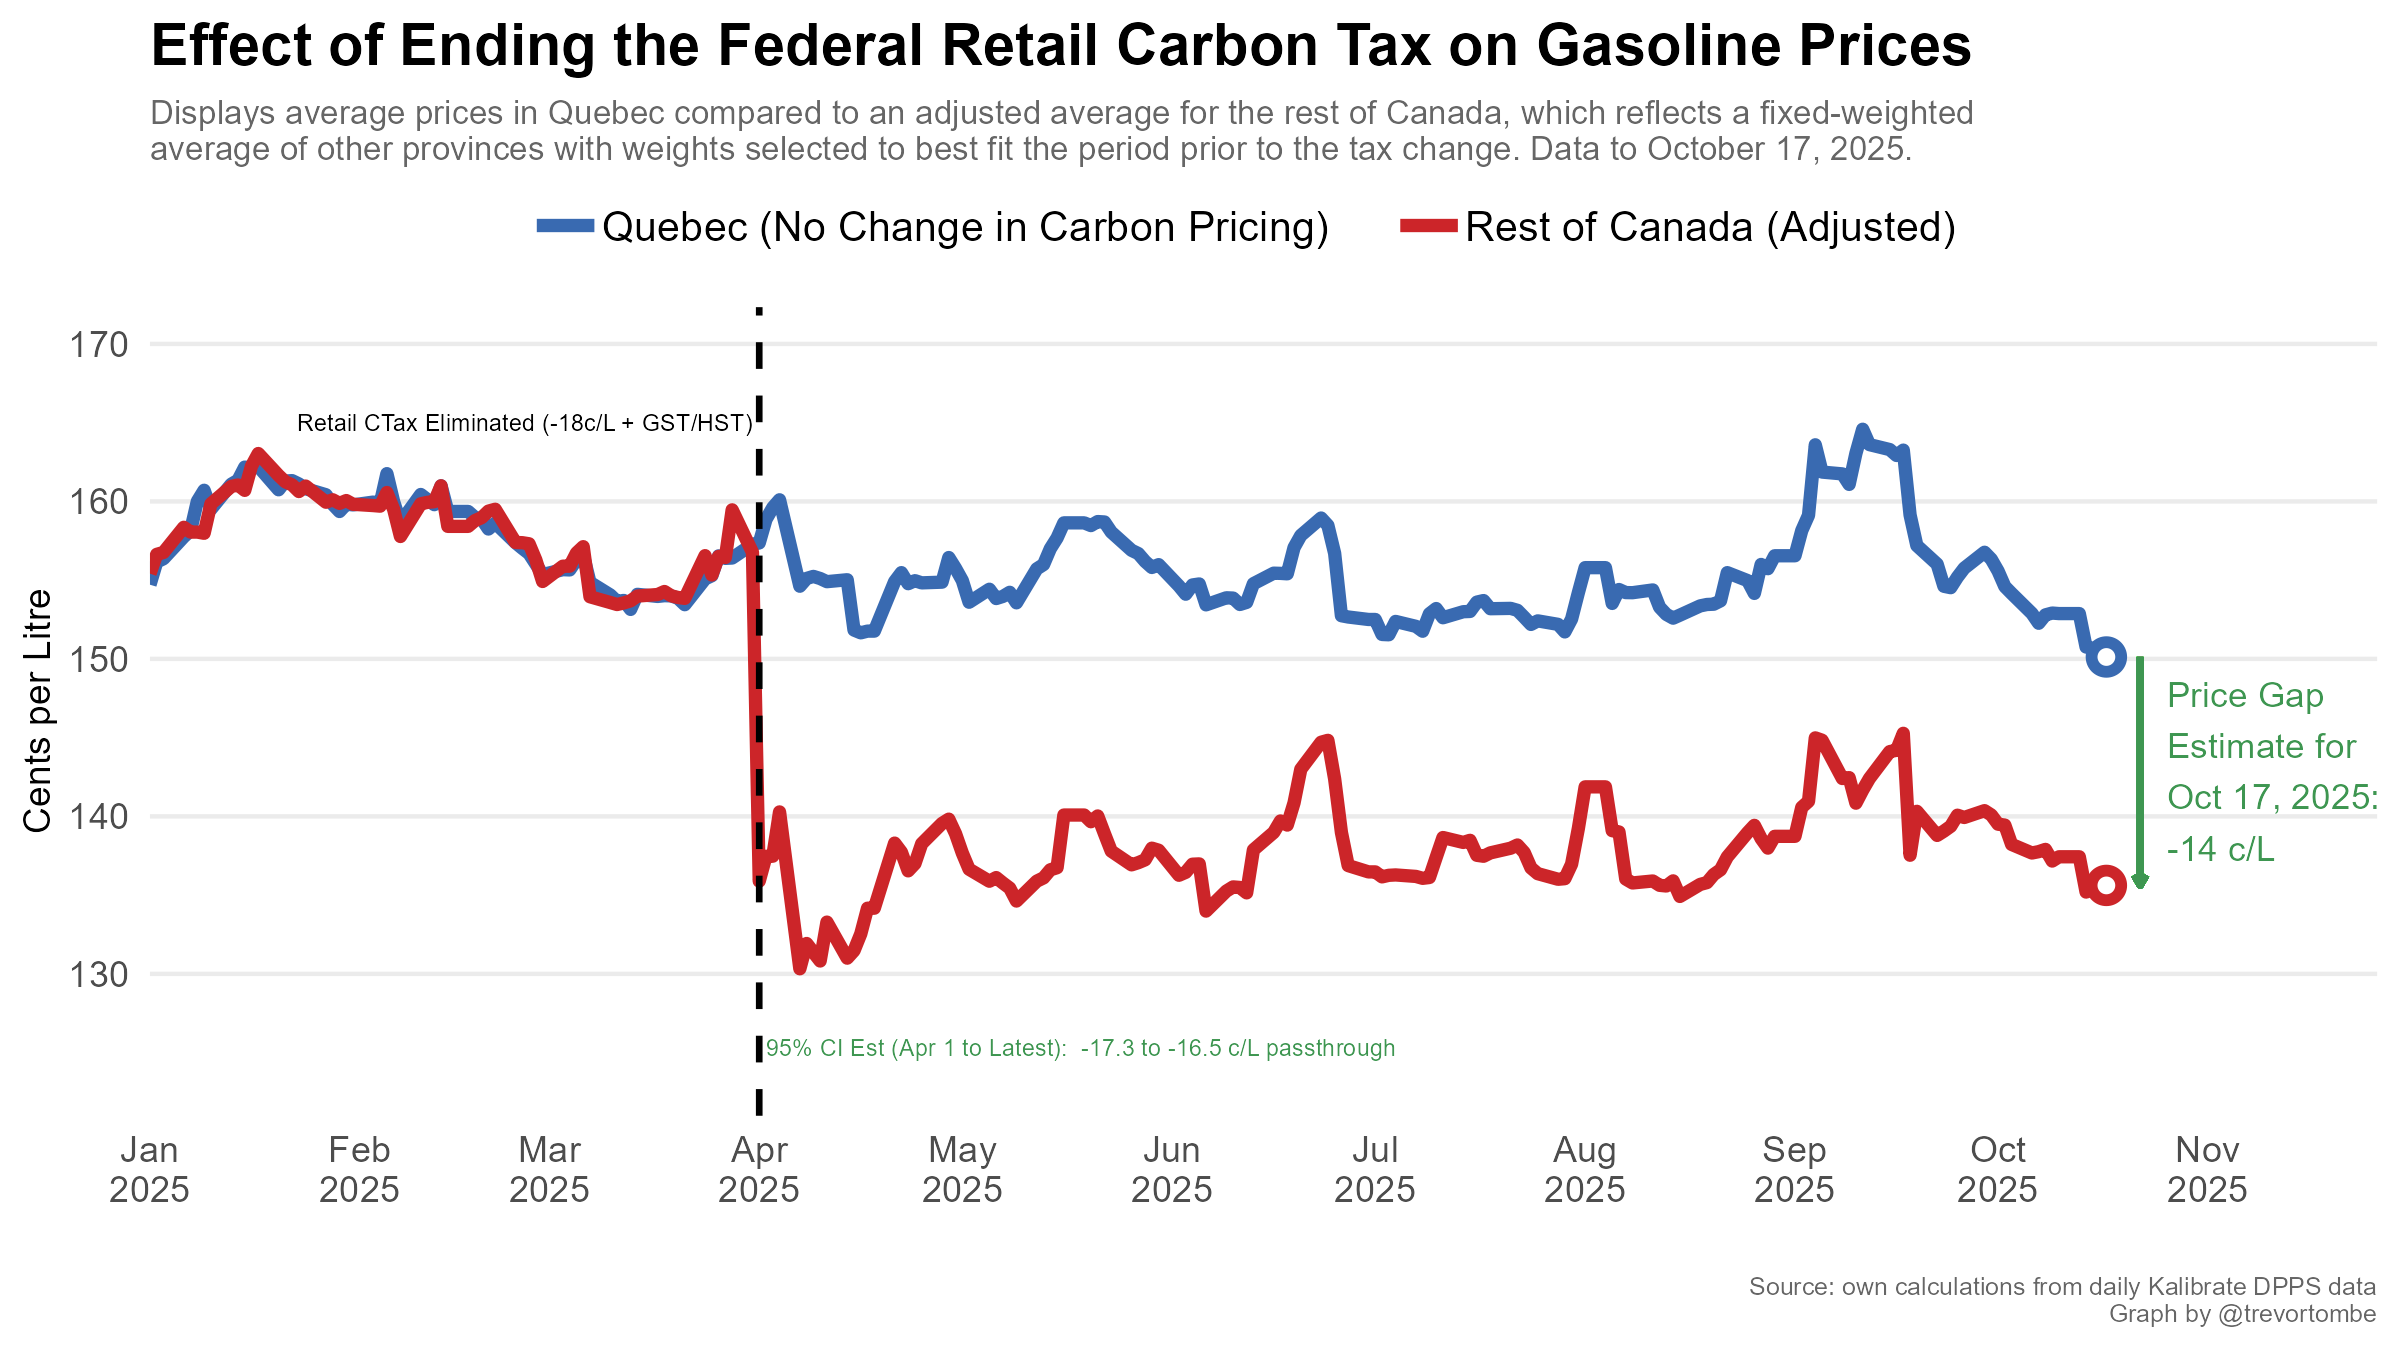 Effect of Ending the Federal Retail Carbon Tax on Gasoline Prices
Displays average prices in Quebec compared to an adjusted average for the rest of Canada, which reflects a fixed-weighted
average of other provinces with weights selected to best fit the period prior to the tax change. Data to October 17, 2025.
Quebec (No Change in Carbon Pricing)
Rest of Canada (Adjusted)
Cents per Litre
170
160
150
140
130
Retail CTax Eliminated (-18c/L + GST/HST)
Price Gap
Estimate for
Oct 17, 2025:
-14 c/L
95% CI Est (Apr 1 to Latest):  -17.3 to -16.5 c/L passthrough
Jan
2025
Feb
2025
Mar
2025
Apr
2025
May
2025
Jun
2025
Jul
2025
Aug
2025
Sep
2025
Oct
2025
Nov
2025
Source: own calculations from daily Kalibrate DPPS data
Graph by @trevortombe